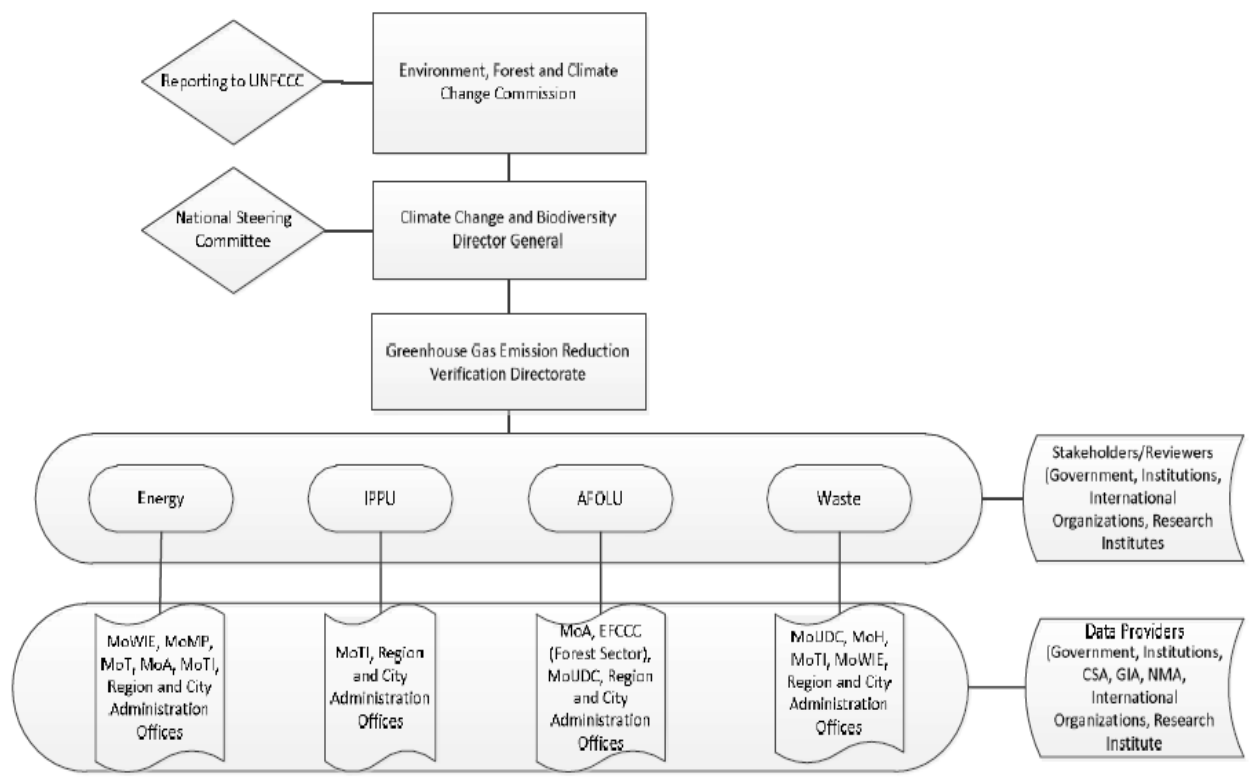 Reporting to UNFCCC
Environment, Forest and Climate
Change Commission
National Steering
Committee
Climate Change and Biodiversity
Director General
Greenhouse Gas Emission Reduction
Verification Directorate
Energy
IPPU
AFOLU
Waste
Stakeholders/Reviewers
(Government, Institutions,
International
Organizations, Research
Institutes
MoWIE, MoMP,
MoT, MoA, MoTI,
Region and City
Administration
Offices
MoTI, Region
and City
Administration
Offices
MoA, EFCCC
(Forest Sector),
MoUDC, Region
and City
Administration
Offices
MoUDC, MoH,
MoTI, MoWIE,
Region and City
Administration
Offices
Data Providers
(Government, Institutions,
CSA, GIA, NMA,
International
Organizations, Research
Institute